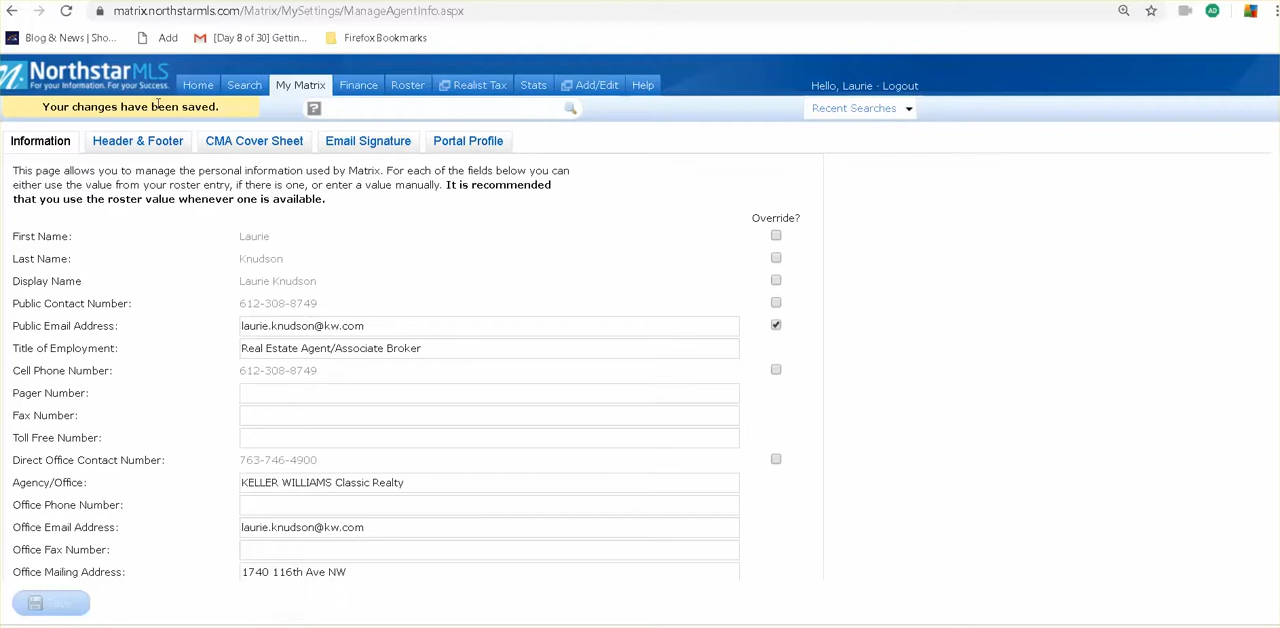 matrix.northstarmls.com/Matrix/MySettings/ManageAgentInfo.aspx
AD
Blog & News | Sho... Add [Day 8 of 30] Gettin... Firefox Bookmarks
NorthstarMLS
For your Information. For your Success.
Home Search My Matrix Finance Roster Realist Tax Stats Add/Edit Help
Hello, Laurie · Logout
Your changes have been saved.
?
Recent Searches
Information Header & Footer CMA Cover Sheet Email Signature Portal Profile
This page allows you to manage the personal information used by Matrix. For each of the fields below you can
either use the value from your roster entry, if there is one, or enter a value manually. It is recommended
that you use the roster value whenever one is available.
Override?
First Name: Laurie
Last Name: Knudson
Display Name Laurie Knudson
Public Contact Number: 612-308-8749
Public Email Address: laurie.knudson@kw.com
Title of Employment: Real Estate Agent/Associate Broker
Cell Phone Number: 612-308-8749
Pager Number:
Fax Number:
Toll Free Number:
Direct Office Contact Number: 763-746-4900
Agency/Office: KELLER WILLIAMS Classic Realty
Office Phone Number:
Office Email Address: laurie.knudson@kw.com
Office Fax Number:
Office Mailing Address: 1740 116th Ave NW